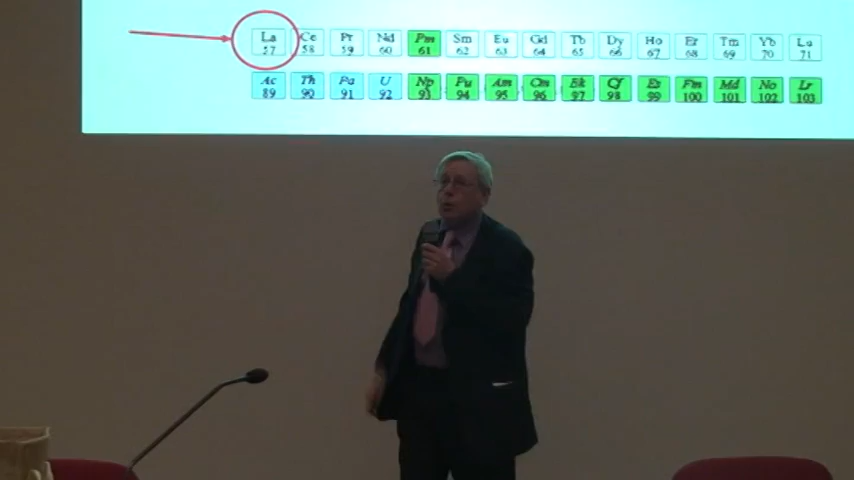 La Ce Pr Nd Pm Sm Eu Gd Tb Dy Ho Er Tm Yb Lu
57 58 59 60 61 62 63 64 65 66 67 68 69 70 71
Ac Th Pa U Np Pu Am Cm Bk Cf Es Fm Md No Lr
89 90 91 92 93 94 95 96 97 98 99 100 101 102 103